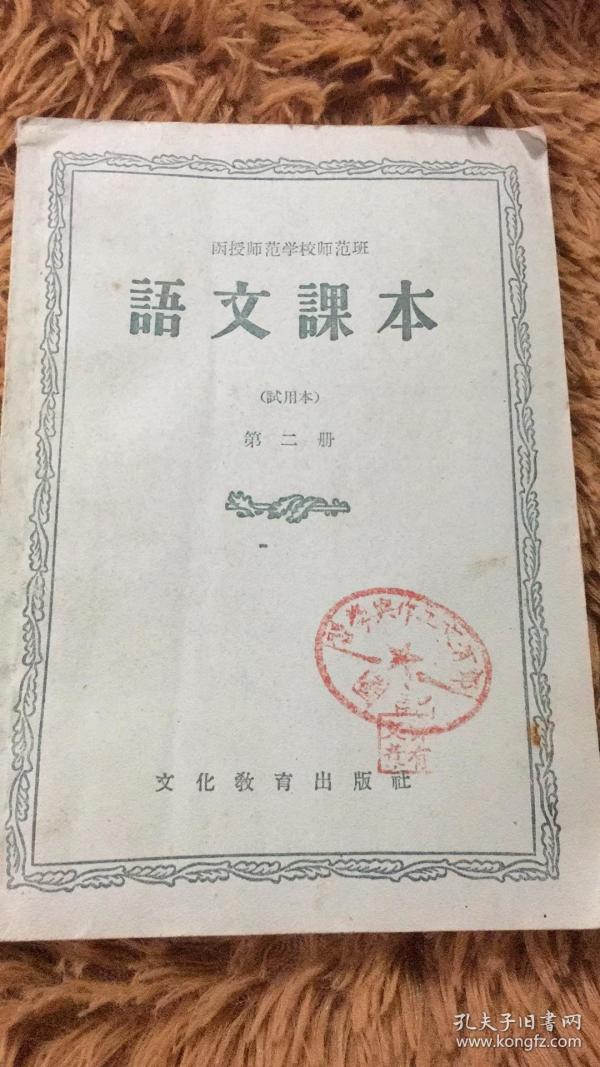 函授师范学校师范班
語文課本
（試用本）
第二册
文化教育出版社
孔夫子旧書网
www.kongfz.com